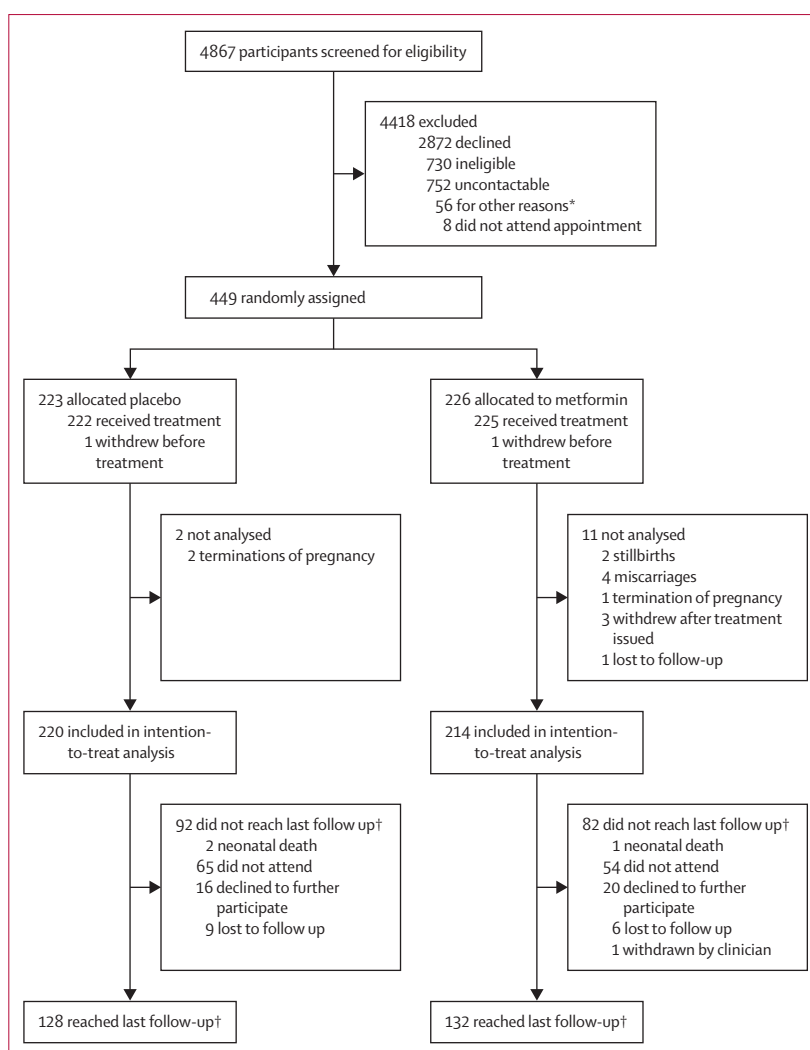 4867 participants screened for eligibility
4418 excluded
2872 declined
730 ineligible
752 uncontactable
56 for other reasons*
8 did not attend appointment
449 randomly assigned
223 allocated placebo
222 received treatment
1 withdrew before
treatment
226 allocated to metformin
225 received treatment
1 withdrew before
treatment
2 not analysed
2 terminations of pregnancy
11 not analysed
2 stillbirths
4 miscarriages
1 termination of pregnancy
3 withdrew after treatment
issued
1 lost to follow-up
220 included in intention-
to-treat analysis
214 included in intention-
to-treat analysis
92 did not reach last follow up†
2 neonatal death
65 did not attend
16 declined to further
participate
9 lost to follow up
82 did not reach last follow up†
1 neonatal death
54 did not attend
20 declined to further
participate
6 lost to follow up
1 withdrawn by clinician
128 reached last follow-up†
132 reached last follow-up†